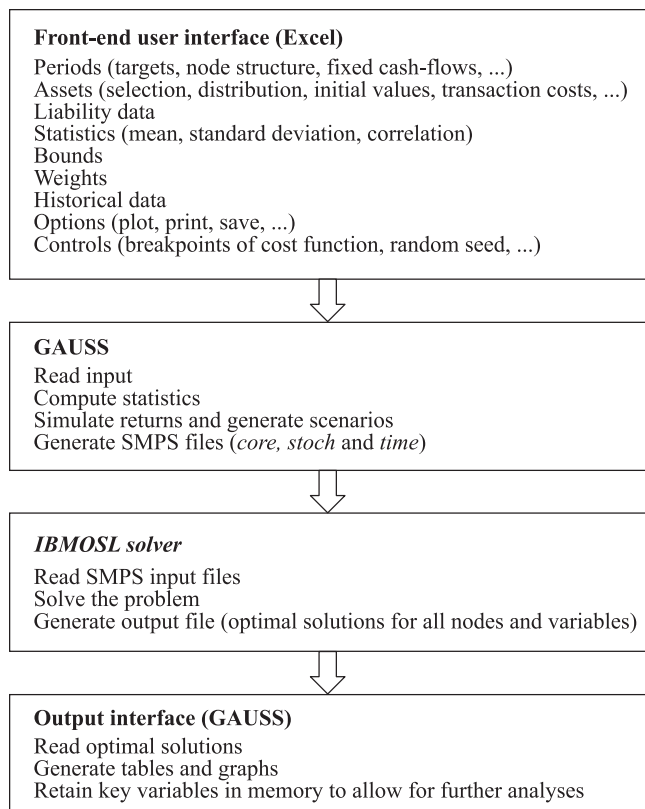 Front-end user interface (Excel)
Periods (targets, node structure, fixed cash-flows, ...)
Assets (selection, distribution, initial values, transaction costs, ...)
Liability data
Statistics (mean, standard deviation, correlation)
Bounds
Weights
Historical data
Options (plot, print, save, ...)
Controls (breakpoints of cost function, random seed, ...)
GAUSS
Read input
Compute statistics
Simulate returns and generate scenarios
Generate SMPS files (core, stoch and time)
IBMOSL solver
Read SMPS input files
Solve the problem
Generate output file (optimal solutions for all nodes and variables)
Output interface (GAUSS)
Read optimal solutions
Generate tables and graphs
Retain key variables in memory to allow for further analyses